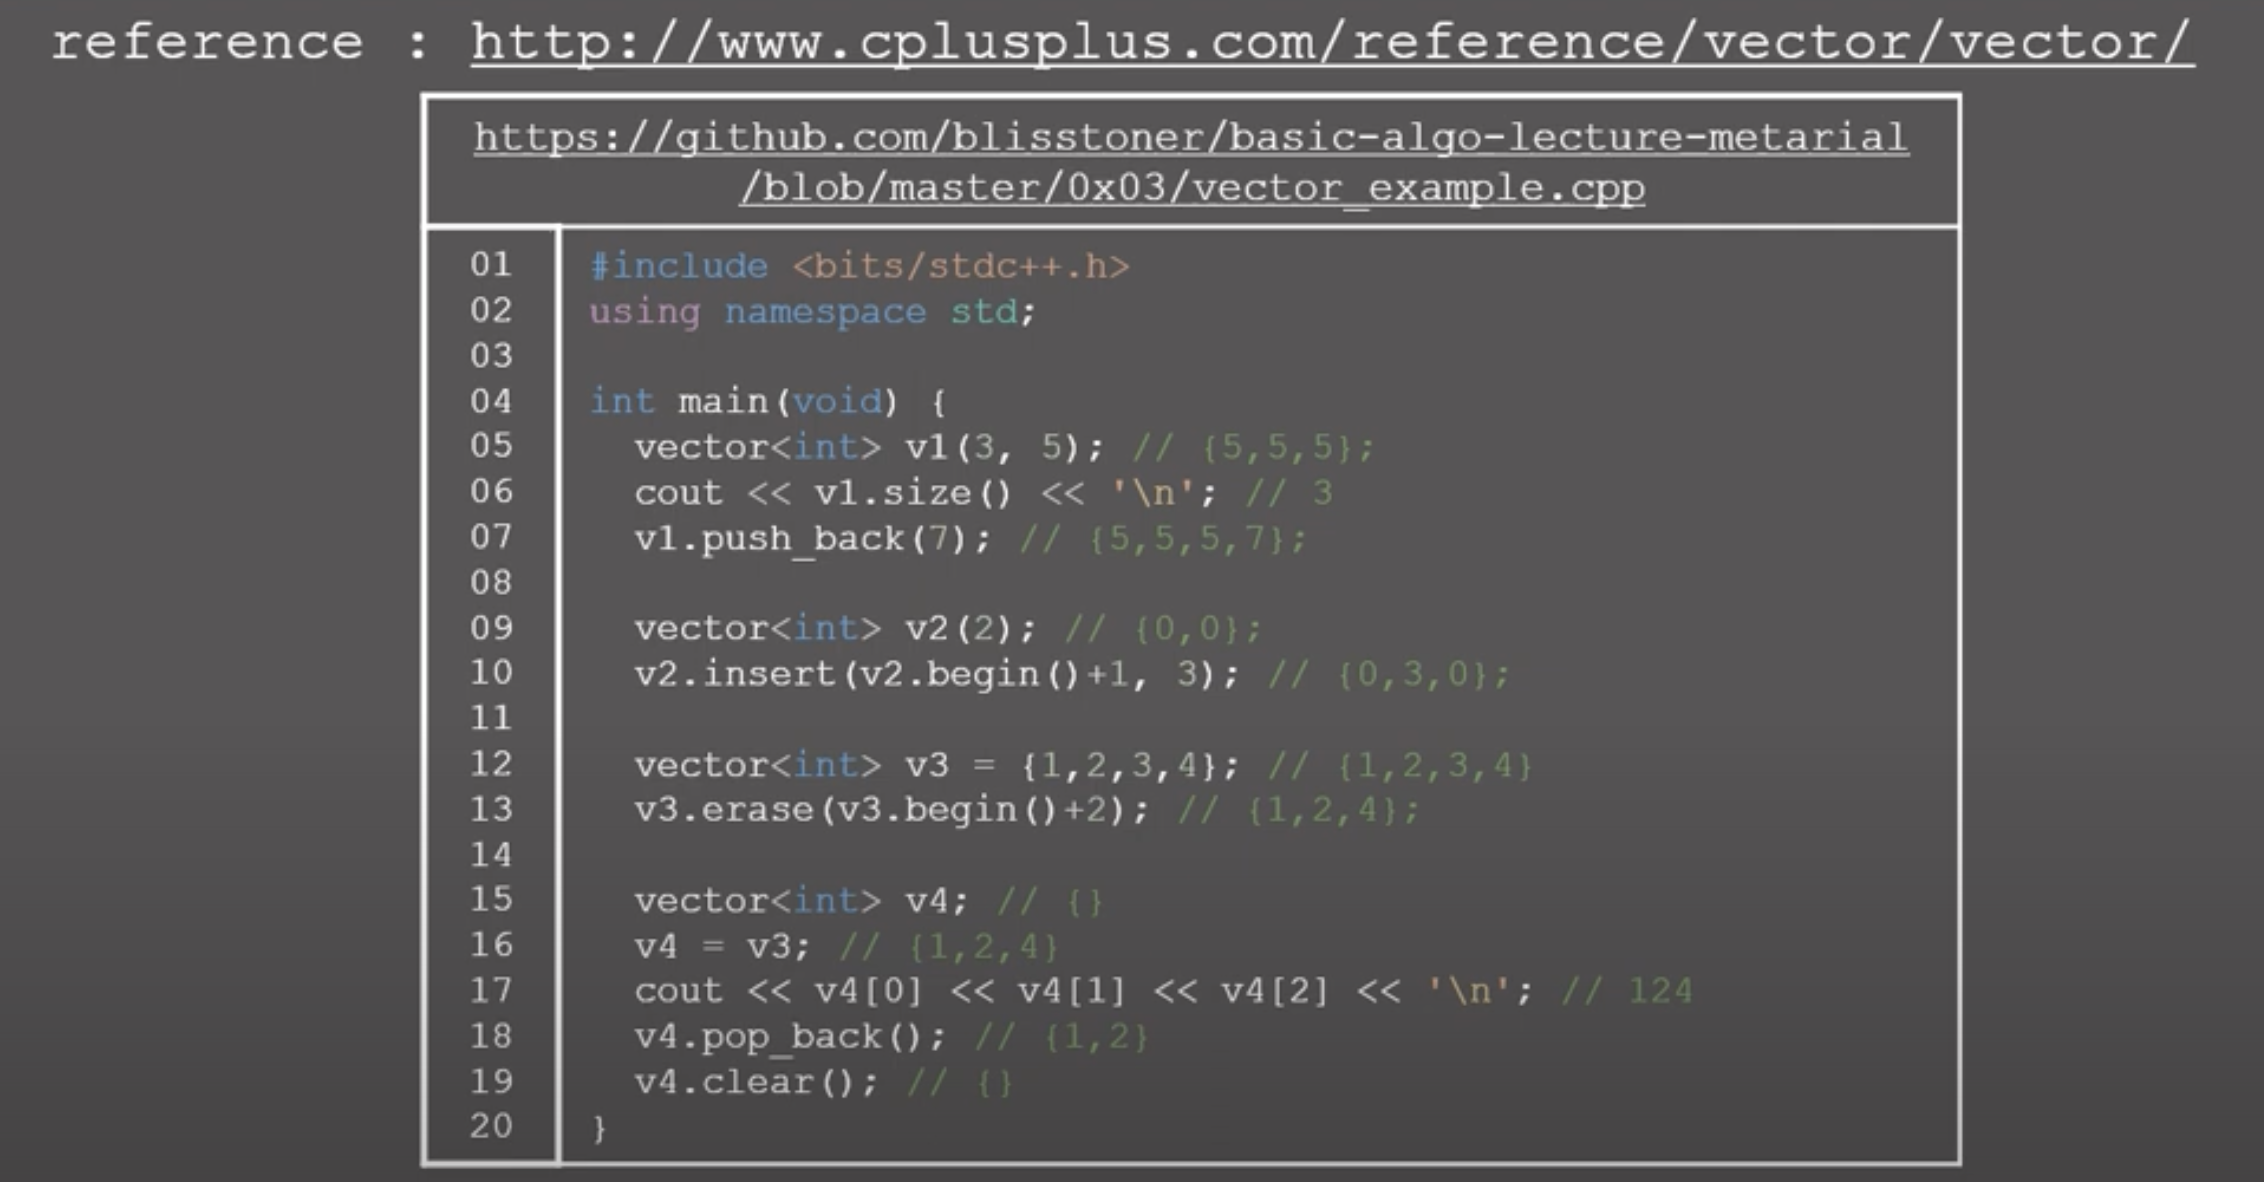 reference : http://www.cplusplus.com/reference/vector/vector/
https://github.com/blisstoner/basic-algo-lecture-metarial
/blob/master/0x03/vector_example.cpp
01 #include <bits/stdc++.h>
02 using namespace std;
03
04 int main(void) {
05   vector<int> v1(3, 5); // {5,5,5};
06   cout << v1.size() << '\n'; // 3
07   v1.push_back(7); // {5,5,5,7};
08
09   vector<int> v2(2); // {0,0};
10   v2.insert(v2.begin()+1, 3); // {0,3,0};
11
12   vector<int> v3 = {1,2,3,4}; // {1,2,3,4}
13   v3.erase(v3.begin()+2); // {1,2,4};
14
15   vector<int> v4; // {}
16   v4 = v3; // {1,2,4}
17   cout << v4[0] << v4[1] << v4[2] << '\n'; // 124
18   v4.pop_back(); // {1,2}
19   v4.clear(); // {}
20 }